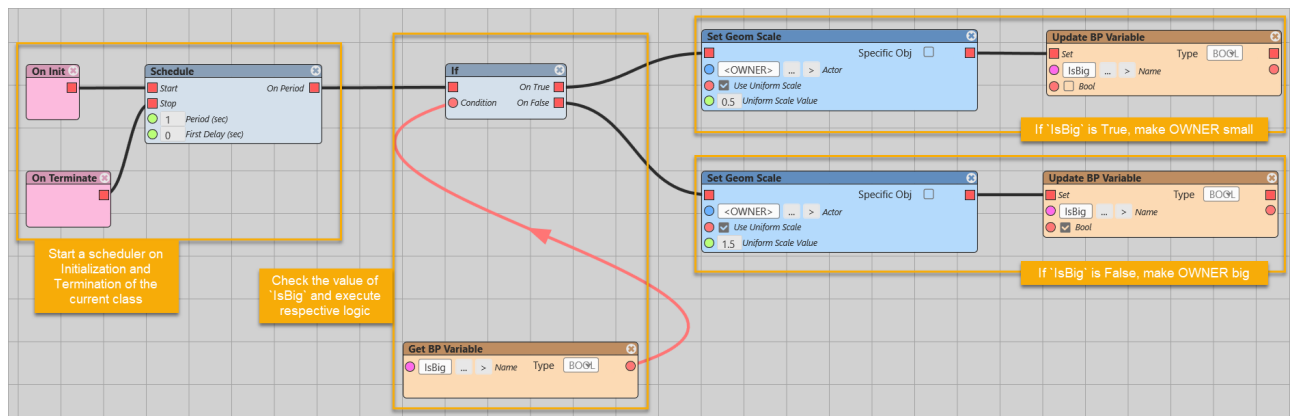 On Init
Schedule
Start
On Period
Stop
1 Period (sec)
0 First Delay (sec)
On Terminate
Start a scheduler on
Initialization and
Termination of the
current class
If
On True
Condition
On False
Check the value of
`IsBig` and execute
respective logic
Get BP Variable
IsBig ... > Name Type BOOL
Set Geom Scale
Specific Obj
<OWNER> ... > Actor
Use Uniform Scale
0.5 Uniform Scale Value
Update BP Variable
Set Type BOOL
IsBig ... > Name
Bool
If `IsBig` is True, make OWNER small
Set Geom Scale
Specific Obj
<OWNER> ... > Actor
Use Uniform Scale
1.5 Uniform Scale Value
Update BP Variable
Set Type BOOL
IsBig ... > Name
Bool
If `IsBig` is False, make OWNER big